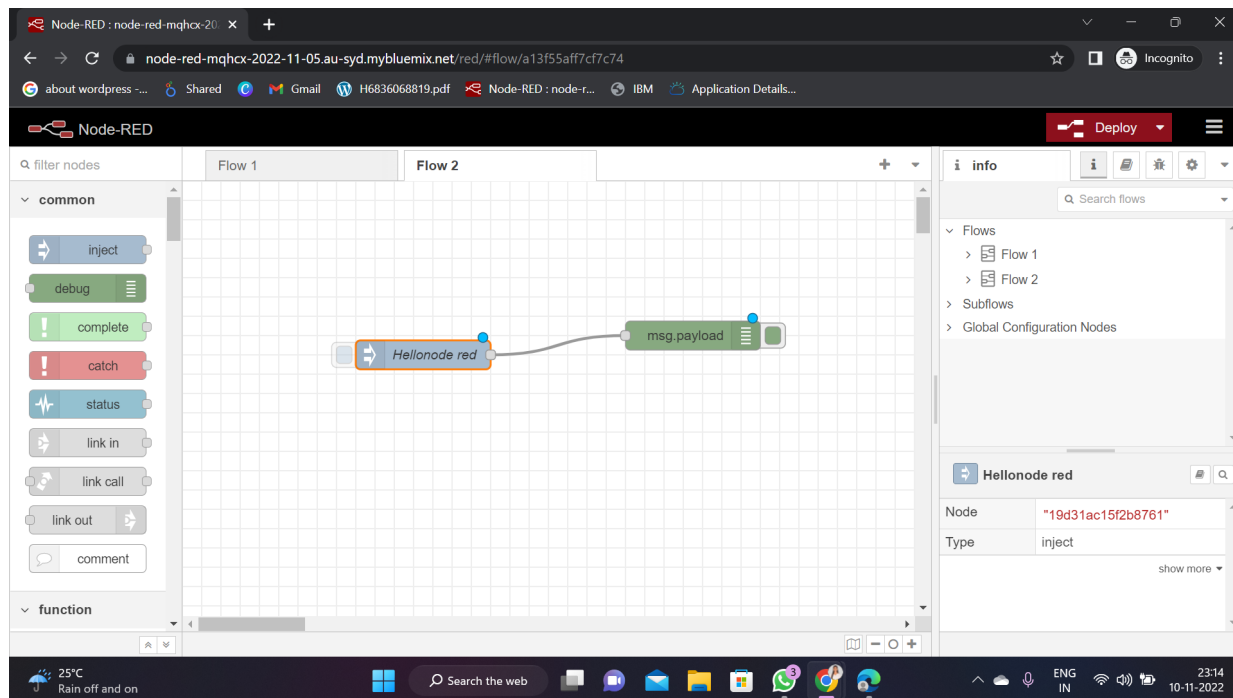 Node-RED : node-red-mqhcx-20
node-red-mqhcx-2022-11-05.au-syd.mybluemix.net/red/#flow/a13f55aff7cf7c74
Incognito
about wordpress -...
Shared
Gmail
H6836068819.pdf
Node-RED : node-r...
IBM
Application Details...
Node-RED
Deploy
filter nodes
Flow 1
Flow 2
i info
i
Search flows
common
inject
debug
complete
catch
status
link in
link call
link out
comment
function
Hellonode red
msg.payload
Flows
Flow 1
Flow 2
Subflows
Global Configuration Nodes
Hellonode red
Node "19d31ac15f2b8761"
Type inject
show more
25°C
Rain off and on
Search the web
3
ENG
IN
23:14
10-11-2022